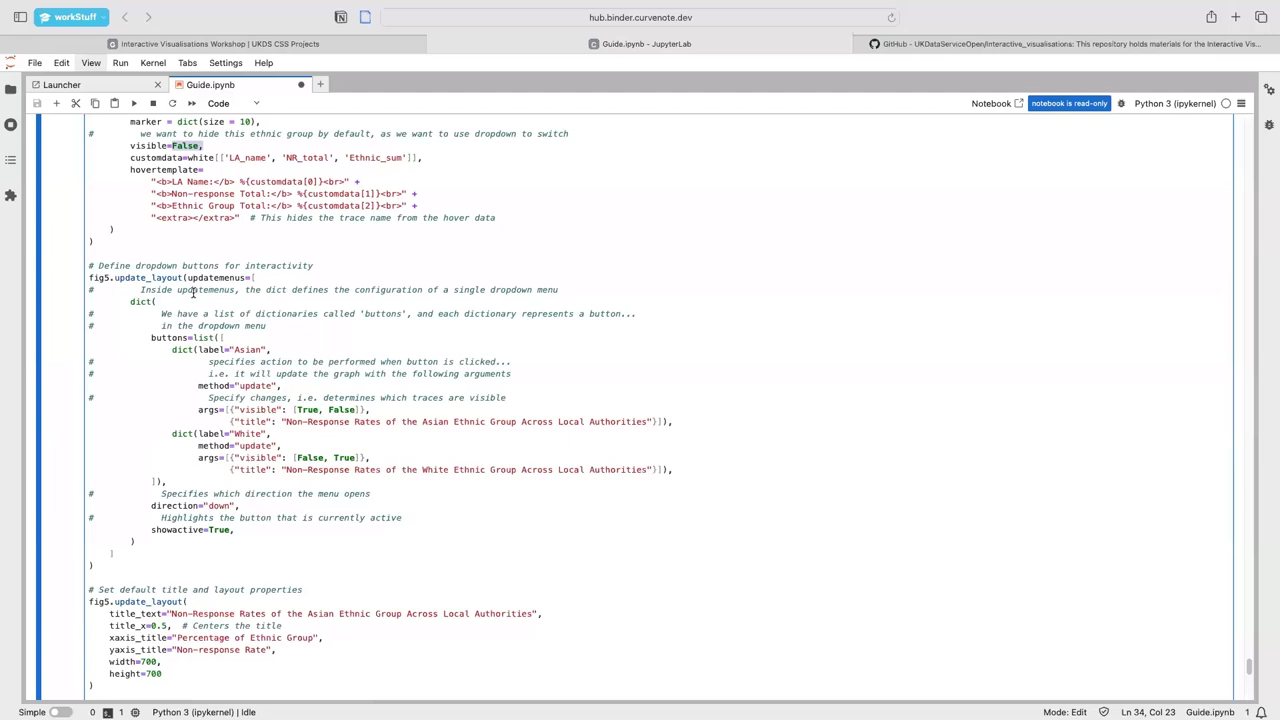 workStuff
hub.binder.curvenote.dev
Interactive Visualisations Workshop | UKDS CSS Projects
Guide.ipynb - JupyterLab
GitHub - UKDataServiceOpen/Interactive_visualisations: This repository holds materials for the Interactive Vis...
File Edit View Run Kernel Tabs Settings Help
Launcher
Guide.ipynb
Code
Notebook
notebook is read-only
Python 3 (ipykernel)
marker = dict(size = 10),
# we want to hide this ethnic group by default, as we want to use dropdown to switch
visible=False,
customdata=white[['LA_name', 'NR_total', 'Ethnic_sum']],
hovertemplate=
"<b>LA Name:</b> %{customdata[0]}<br>" +
"<b>Non-response Total:</b> %{customdata[1]}<br>" +
"<b>Ethnic Group Total:</b> %{customdata[2]}<br>" +
"<extra></extra>" # This hides the trace name from the hover data
)
)
# Define dropdown buttons for interactivity
fig5.update_layout(updatemenus=[
# Inside updatemenus, the dict defines the configuration of a single dropdown menu
dict(
# We have a list of dictionaries called 'buttons', and each dictionary represents a button...
# in the dropdown menu
buttons=list([
dict(label="Asian",
# specifies action to be performed when button is clicked...
# i.e. it will update the graph with the following arguments
method="update",
# Specify changes, i.e. determines which traces are visible
args=[{"visible": [True, False]},
{"title": "Non-Response Rates of the Asian Ethnic Group Across Local Authorities"}]),
dict(label="White",
method="update",
args=[{"visible": [False, True]},
{"title": "Non-Response Rates of the White Ethnic Group Across Local Authorities"}]),
]),
# Specifies which direction the menu opens
direction="down",
# Highlights the button that is currently active
showactive=True,
)
]
)
# Set default title and layout properties
fig5.update_layout(
title_text="Non-Response Rates of the Asian Ethnic Group Across Local Authorities",
title_x=0.5, # Centers the title
xaxis_title="Percentage of Ethnic Group",
yaxis_title="Non-response Rate",
width=700,
height=700
)
Simple 0 1 Python 3 (ipykernel) | Idle
Mode: Edit Ln 34, Col 23 Guide.ipynb 1